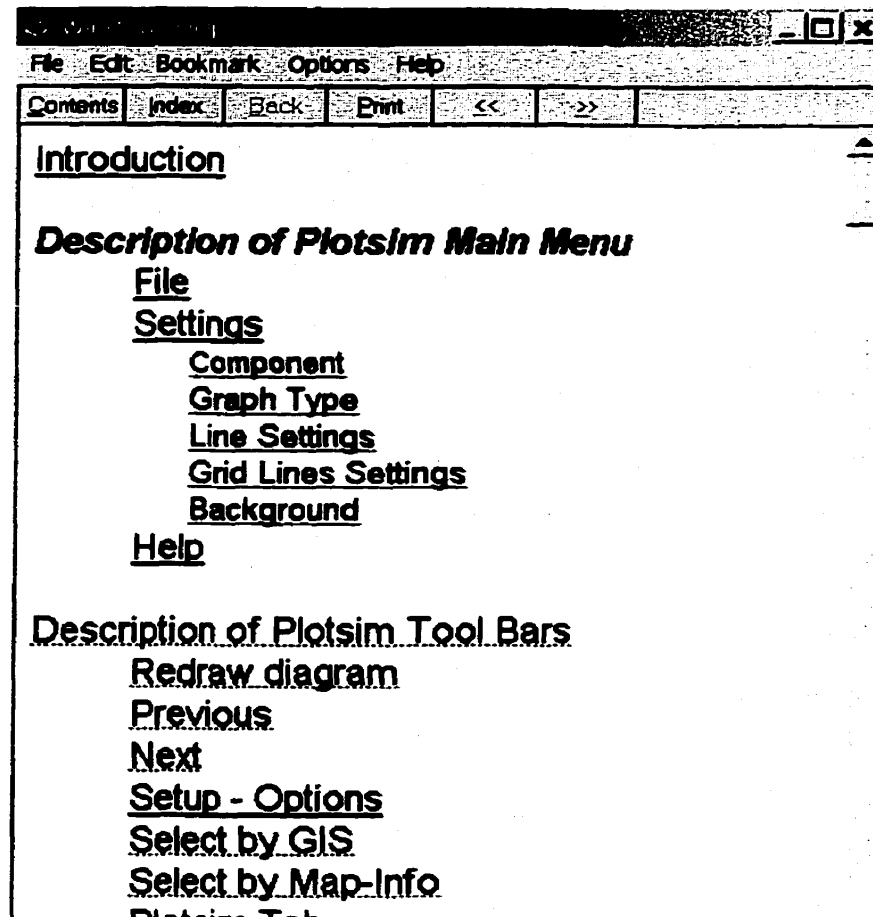 File Edit Bookmark Options Help
Contents Index Back Print << >>
Introduction
Description of Plotsim Main Menu
File
Settings
Component
Graph Type
Line Settings
Grid Lines Settings
Background
Help
Description of Plotsim Tool Bars
Redraw diagram
Previous
Next
Setup - Options
Select by GIS
Select by Map-Info
Plotsim Tab